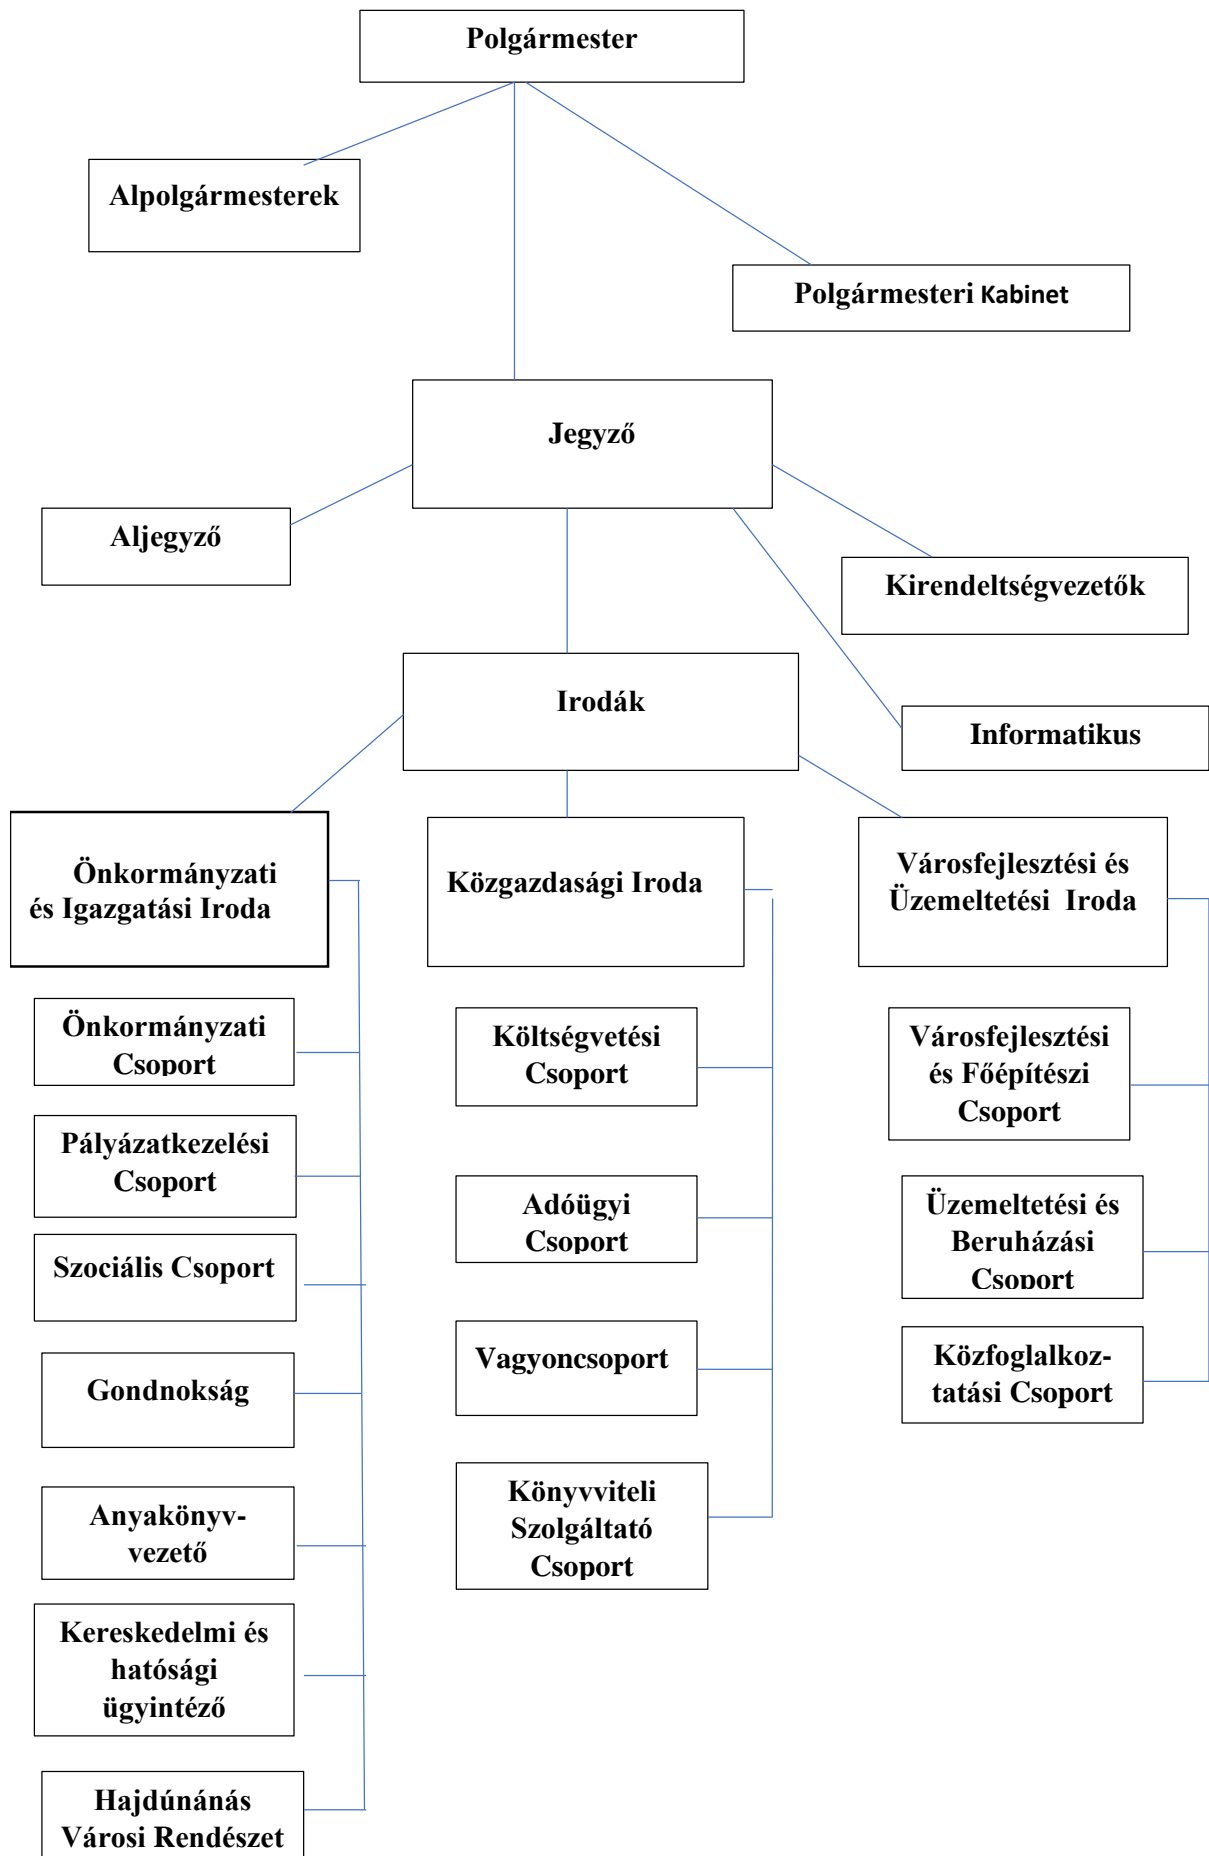 Polgármester
Alpolgármesterek
Polgármesteri Kabinet
Jegyző
Aljegyző
Kirendeltségvezetők
Irodák
Informatikus
Önkormányzati
és Igazgatási Iroda
Közgazdasági Iroda
Városfejlesztési és
Üzemeltetési Iroda
Önkormányzati
Csoport
Pályázatkezelési
Csoport
Szociális Csoport
Gondnokság
Anyakönyv-
vezető
Kereskedelmi és
hatósági
ügyintéző
Hajdúnánás
Városi Rendészet
Költségvetési
Csoport
Adóügyi
Csoport
Vagyoncsoport
Könyvviteli
Szolgáltató
Csoport
Városfejlesztési
és Főépítészi
Csoport
Üzemeltetési és
Beruházási
Csoport
Közfoglalkoz-
tatási Csoport